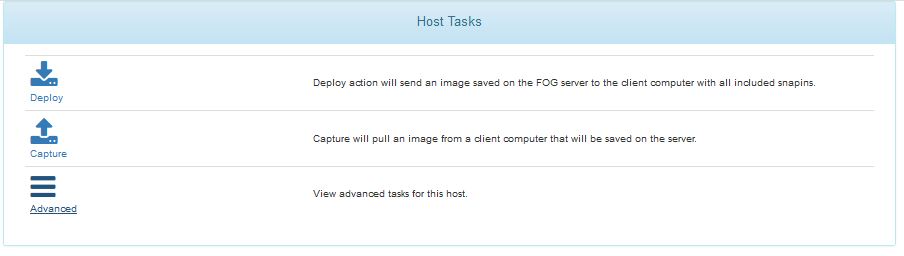 Host Tasks
Deploy
Deploy action will send an image saved on the FOG server to the client computer with all included snapins.
Capture
Capture will pull an image from a client computer that will be saved on the server.
Advanced
View advanced tasks for this host.